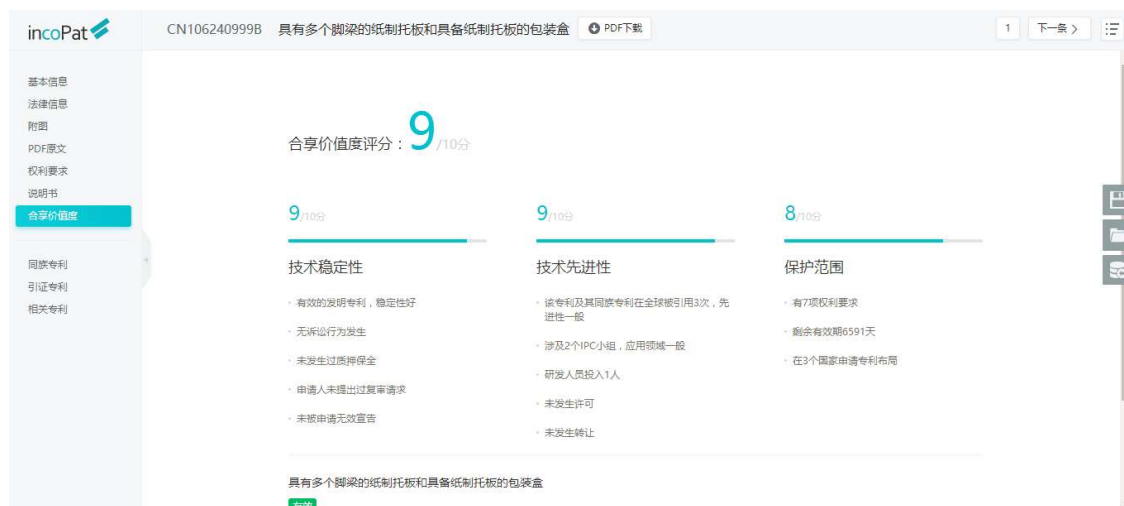 incoPat
CN106240999B 具有多个脚梁的纸制托板和具备纸制托板的包装盒 PDF下载 1 下一条
基本信息
法律信息
附图
PDF原文
权利要求
说明书
合享价值度
同族专利
引证专利
相关专利
合享价值度评分：9/10分
9/10分
技术稳定性
· 有效的发明专利，稳定性好
· 无诉讼行为发生
· 未发生过质押保全
· 申请人未提出过复审请求
· 未被申请无效宣告
9/10分
技术先进性
· 该专利及其同族专利在全球被引用3次，先
进性一般
· 涉及2个IPC小组，应用领域一般
· 研发人员投入1人
· 未发生许可
· 未发生转让
8/10分
保护范围
· 有7项权利要求
· 剩余有效期6591天
· 在3个国家申请专利布局
具有多个脚梁的纸制托板和具备纸制托板的包装盒